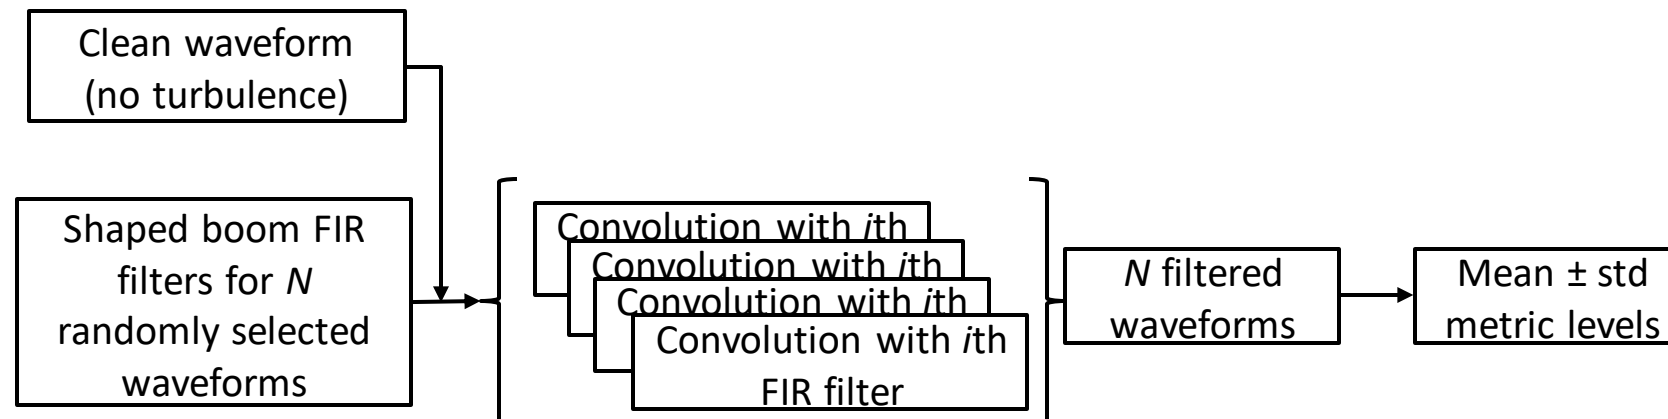 Clean waveform
(no turbulence)
Shaped boom FIR
filters for N
randomly selected
waveforms
Convolution with ith
Convolution with ith
Convolution with ith
Convolution with ith
FIR filter
N filtered
waveforms
Mean ± std
metric levels